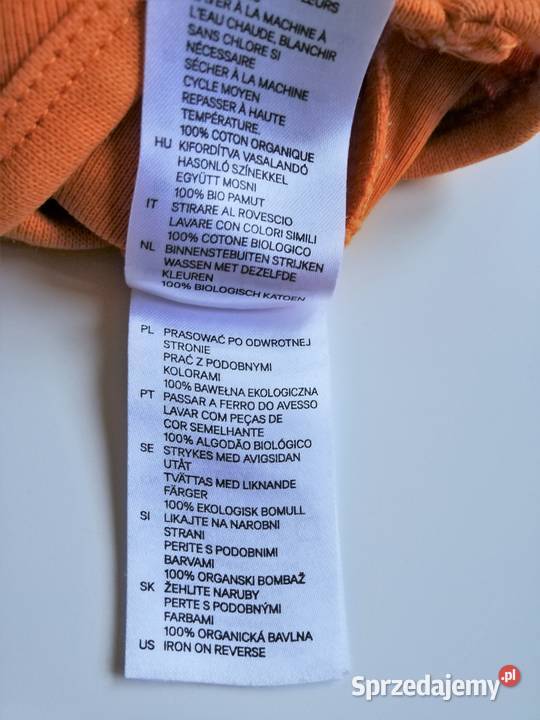 LAVER À LA MACHINE À
L'EAU CHAUDE, BLANCHIR
SANS CHLORE SI
NÉCESSAIRE
SÉCHER À LA MACHINE
CYCLE MOYEN
REPASSER À HAUTE
TEMPÉRATURE,
100% COTON ORGANIQUE
HU KIFORDÍTVA VASALANDÓ
HASONLÓ SZÍNEKKEL
EGYÜTT MOSNI
100% BIO PAMUT
IT STIRARE AL ROVESCIO
LAVARE CON COLORI SIMILI
100% COTONE BIOLOGICO
NL BINNENSTEBUITEN STRIJKEN
WASSEN MET DEZELFDE
KLEUREN
100% BIOLOGISCH KATOEN
PL PRASOWAĆ PO ODWROTNEJ
STRONIE
PRAĆ Z PODOBNYMI
KOLORAMI
100% BAWEŁNA EKOLOGICZNA
PT PASSAR A FERRO DO AVESSO
LAVAR COM PEÇAS DE
COR SEMELHANTE
100% ALGODÃO BIOLÓGICO
SE STRYKES MED AVIGSIDAN
UTÅT
TVÄTTAS MED LIKNANDE
FÄRGER
100% EKOLOGISK BOMULL
SI LIKAJTE NA NAROBNI
STRANI
PERITE S PODOBNIMI
BARVAMI
100% ORGANSKI BOMBAŽ
SK ŽEHLITE NARUBY
PERTE S PODOBNÝMI
FARBAMI
100% ORGANICKÁ BAVLNA
US IRON ON REVERSE
Sprzedajemy.pl